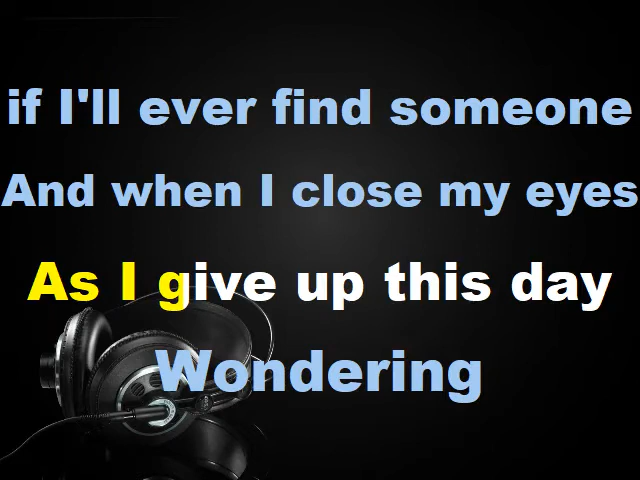 if I'll ever find someone
And when I close my eyes
As I give up this day
Wondering